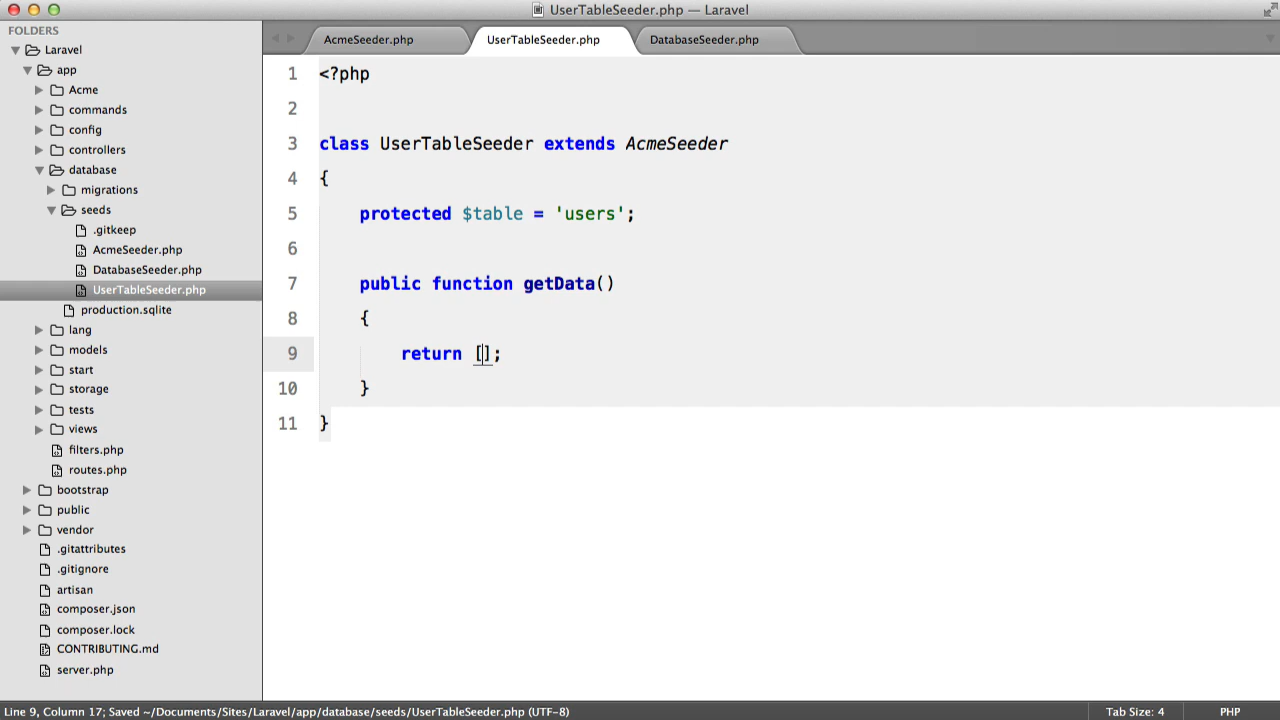 UserTableSeeder.php — Laravel
FOLDERS
Laravel
app
Acme
commands
config
controllers
database
migrations
seeds
.gitkeep
AcmeSeeder.php
DatabaseSeeder.php
UserTableSeeder.php
production.sqlite
lang
models
start
storage
tests
views
filters.php
routes.php
bootstrap
public
vendor
.gitattributes
.gitignore
artisan
composer.json
composer.lock
CONTRIBUTING.md
server.php
AcmeSeeder.php UserTableSeeder.php DatabaseSeeder.php
1 <?php
2
3 class UserTableSeeder extends AcmeSeeder
4 {
5 protected $table = 'users';
6
7 public function getData()
8 {
9 return [];
10 }
11 }
Line 9, Column 17; Saved ~/Documents/Sites/Laravel/app/database/seeds/UserTableSeeder.php (UTF-8) Tab Size: 4 PHP